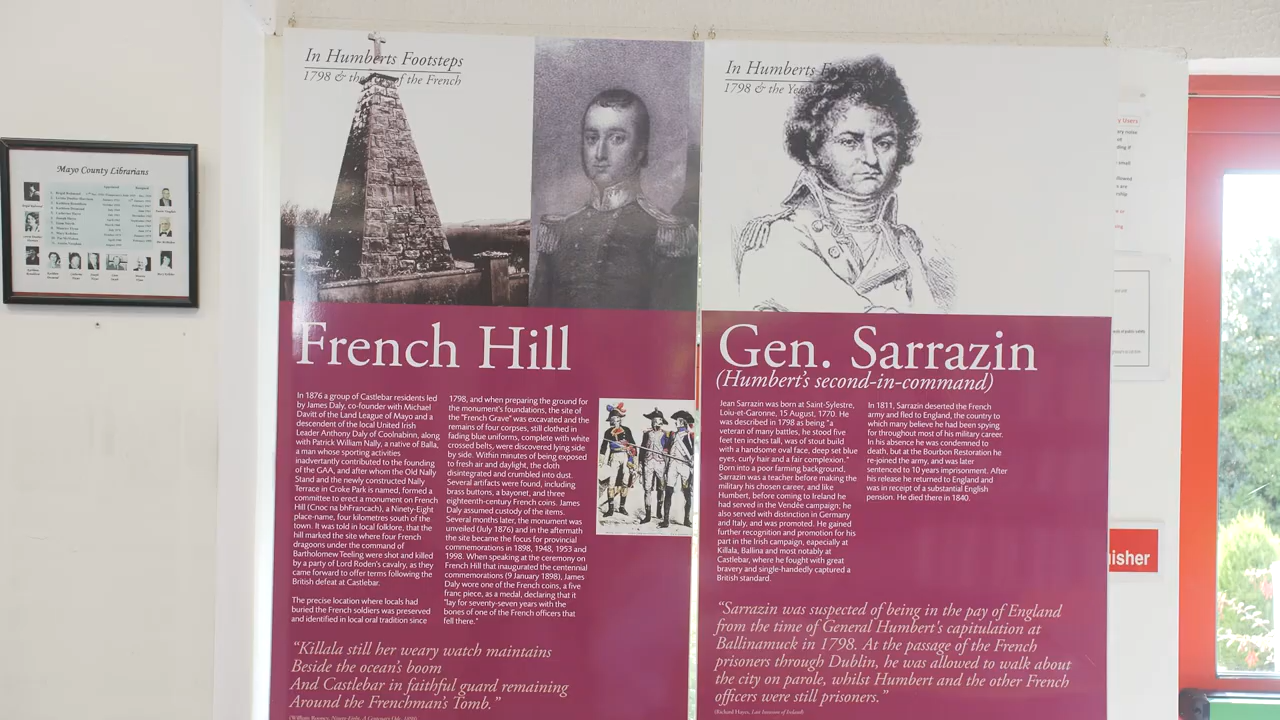 Mayo County Librarians
In Humberts Footsteps
1798 & the of the French
French Hill
In 1876 a group of Castlebar residents led
by James Daly, co-founder with Michael
Davitt of the Land League of Mayo and a
descendent of the local United Irish
Leader Anthony Daly of Coolnabinn, along
with Patrick William Nally, a native of Balla,
a man whose sporting activities
inadvertantly contributed to the founding
of the GAA, and after whom the Old Nally
Stand and the newly constructed Nally
Terrace in Croke Park is named, formed a
committee to erect a monument on French
Hill (Cnoc na bhFrancach), a Ninety-Eight
place-name, four kilometres south of the
town. It was told in local folklore, that the
hill marked the site where four French
dragoons under the command of
Bartholomew Teeling were shot and killed
by a party of Lord Roden's cavalry, as they
came forward to offer terms following the
British defeat at Castlebar.
The precise location where locals had
buried the French soldiers was preserved
and identified in local oral tradition since
1798, and when preparing the ground for
the monument's foundations, the site of
the "French Grave" was excavated and the
remains of four corpses, still clothed in
fading blue uniforms, complete with white
crossed belts, were discovered lying side
by side. Within minutes of being exposed
to fresh air and daylight, the cloth
disintegrated and crumbled into dust.
Several artifacts were found, including
brass buttons, a bayonet, and three
eighteenth-century French coins. James
Daly assumed custody of the items.
Several months later, the monument was
unveiled (July 1876) and in the aftermath
the site became the focus for provincial
commemorations in 1898, 1948, 1953 and
1998. When speaking at the ceremony on
French Hill that inaugurated the centennial
commemorations (9 January 1898), James
Daly wore one of the French coins, a five
franc piece, as a medal, declaring that it
"lay for seventy-seven years with the
bones of one of the French officers that
fell there."
"Killala still her weary watch maintains
Beside the ocean's boom
And Castlebar in faithful guard remaining
Around the Frenchman's Tomb."
In Humberts F
1798 & the Yea
Gen. Sarrazin
(Humbert's second-in-command)
Jean Sarrazin was born at Saint-Sylestre,
Loiu-et-Garonne, 15 August, 1770. He
was described in 1798 as being "a
veteran of many battles, he stood five
feet ten inches tall, was of stout build
with a handsome oval face, deep set blue
eyes, curly hair and a fair complexion."
Born into a poor farming background,
Sarrazin was a teacher before making the
military his chosen career, and like
Humbert, before coming to Ireland he
had served in the Vendée campaign; he
also served with distinction in Germany
and Italy, and was promoted. He gained
further recognition and promotion for his
part in the Irish campaign, especially at
Killala, Ballina and most notably at
Castlebar, where he fought with great
bravery and single-handedly captured a
British standard.
In 1811, Sarrazin deserted the French
army and fled to England, the country to
which many believe he had been spying
for throughout most of his military career.
In his absence he was condemned to
death, but at the Bourbon Restoration he
re-joined the army, and was later
sentenced to 10 years imprisonment. After
his release he returned to England and
was in receipt of a substantial English
pension. He died there in 1840.
"Sarrazin was suspected of being in the pay of England
from the time of General Humbert's capitulation at
Ballinamuck in 1798. At the passage of the French
prisoners through Dublin, he was allowed to walk about
the city on parole, whilst Humbert and the other French
officers were still prisoners."
(Richard Hayes, Last Invasion of Ireland)
y Users
isher